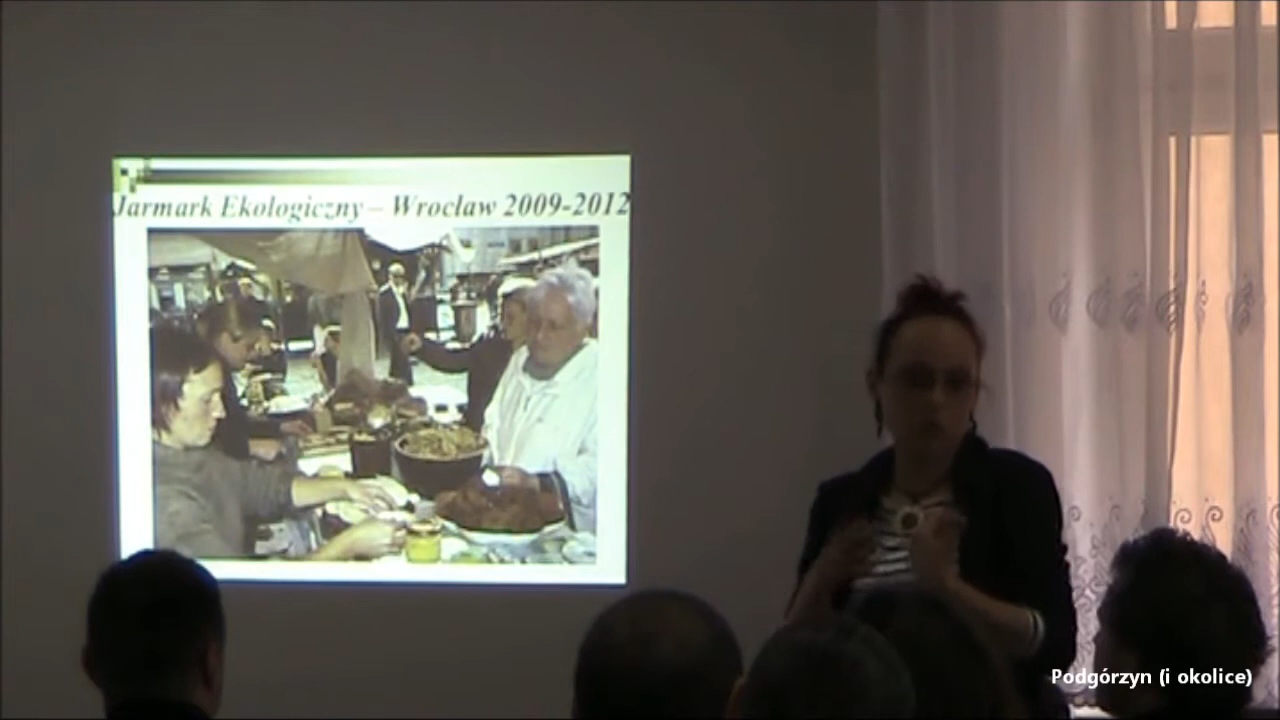 Jarmark Ekologiczny – Wrocław 2009-2012
Podgórzyn (i okolice)